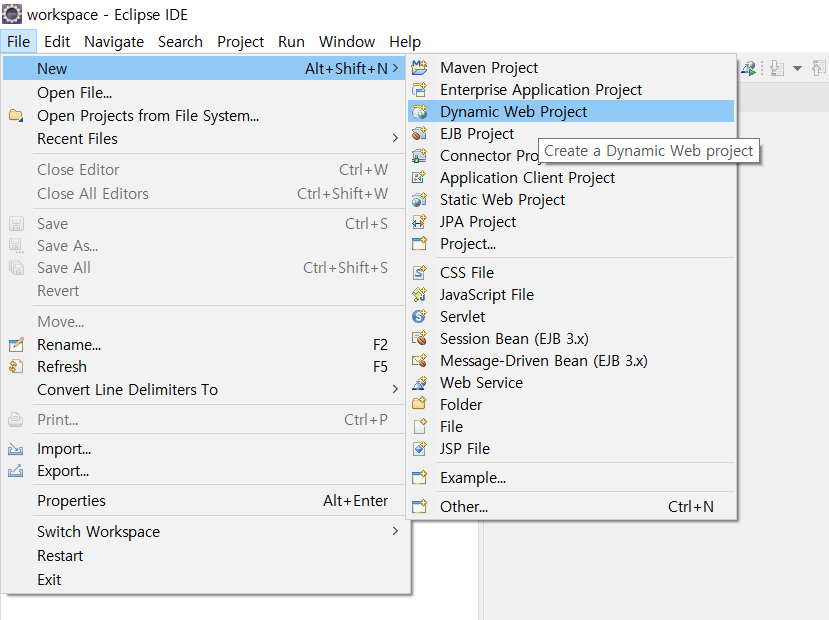 workspace - Eclipse IDE
File Edit Navigate Search Project Run Window Help
New Alt+Shift+N
Open File...
Open Projects from File System...
Recent Files
Close Editor Ctrl+W
Close All Editors Ctrl+Shift+W
Save Ctrl+S
Save As...
Save All Ctrl+Shift+S
Revert
Move...
Rename... F2
Refresh F5
Convert Line Delimiters To
Print... Ctrl+P
Import...
Export...
Properties Alt+Enter
Switch Workspace
Restart
Exit
Maven Project
Enterprise Application Project
Dynamic Web Project
EJB Project
Create a Dynamic Web project
Connector
Application Client Project
Static Web Project
JPA Project
Project...
CSS File
JavaScript File
Servlet
Session Bean (EJB 3.x)
Message-Driven Bean (EJB 3.x)
Web Service
Folder
File
JSP File
Example...
Other... Ctrl+N